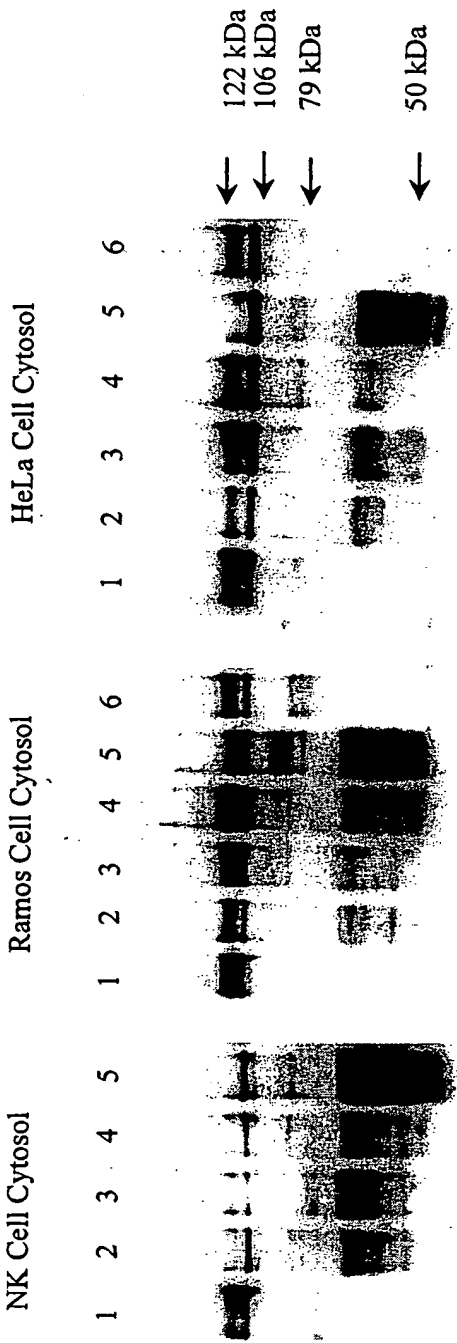 NK Cell Cytosol
1 2 3 4 5
Ramos Cell Cytosol
1 2 3 4 5 6
HeLa Cell Cytosol
1 2 3 4 5 6
122 kDa
106 kDa
79 kDa
50 kDa